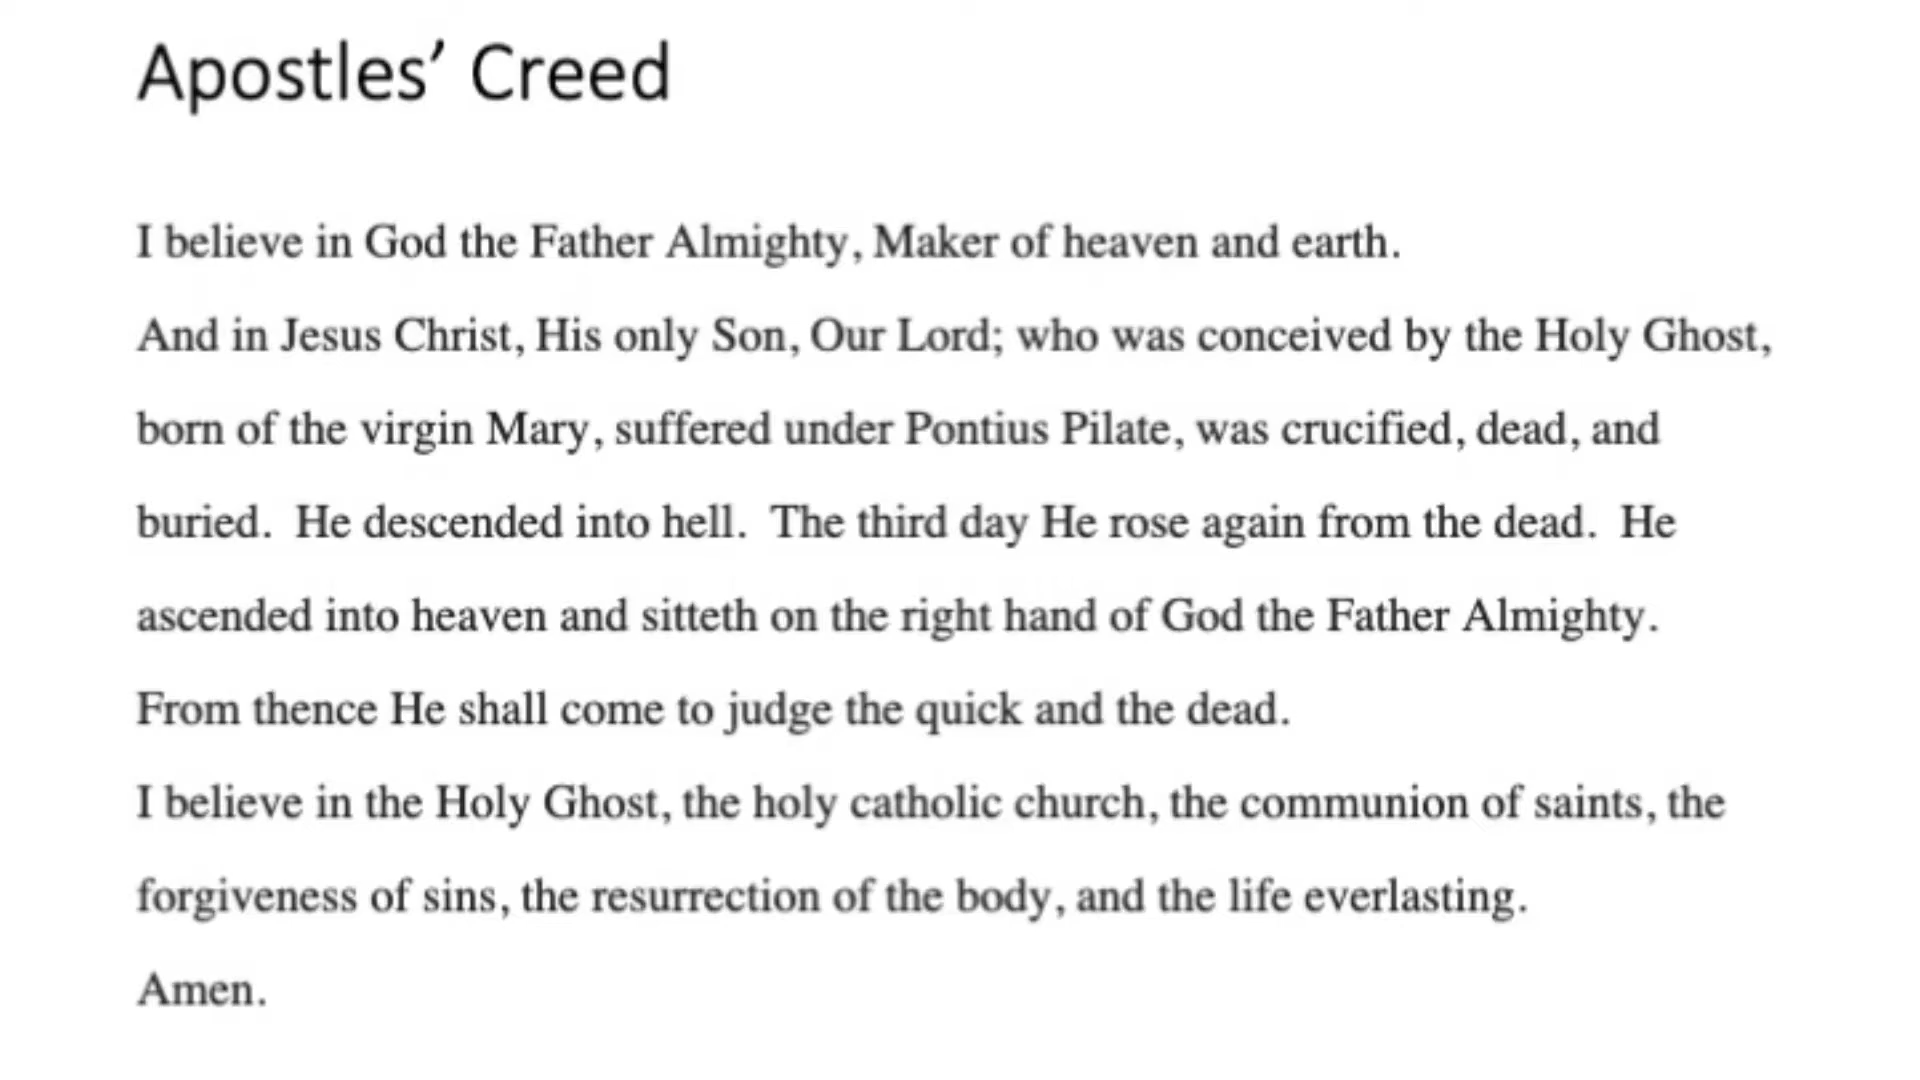 Apostles’ Creed
I believe in God the Father Almighty, Maker of heaven and earth.
And in Jesus Christ, His only Son, Our Lord; who was conceived by the Holy Ghost,
born of the virgin Mary, suffered under Pontius Pilate, was crucified, dead, and
buried.  He descended into hell.  The third day He rose again from the dead.  He
ascended into heaven and sitteth on the right hand of God the Father Almighty.
From thence He shall come to judge the quick and the dead.
I believe in the Holy Ghost, the holy catholic church, the communion of saints, the
forgiveness of sins, the resurrection of the body, and the life everlasting.
Amen.